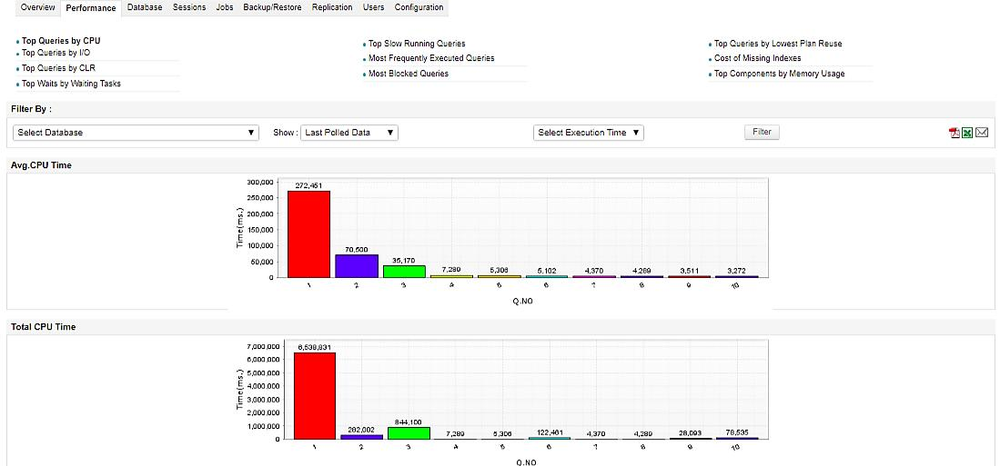 Overview Performance Database Sessions Jobs Backup/Restore Replication Users Configuration
Top Queries by CPU
Top Queries by I/O
Top Queries by CLR
Top Waits by Waiting Tasks
Top Slow Running Queries
Most Frequently Executed Queries
Most Blocked Queries
Top Queries by Lowest Plan Reuse
Cost of Missing Indexes
Top Components by Memory Usage
Filter By :
Select Database ▼ Show : Last Polled Data ▼ Select Execution Time ▼ Filter
Avg.CPU Time
Time(ms.)
300,000
250,000
200,000
150,000
100,000
50,000
0
272,451 70,500 35,170 7,289 5,306 5,102 4,370 4,289 3,511 3,272
1 2 3 4 5 6 7 8 9 10
Q.NO
Total CPU Time
Time(ms.)
7,000,000
6,000,000
5,000,000
4,000,000
3,000,000
2,000,000
1,000,000
0
6,538,831 282,002 844,100 7,289 5,306 122,461 4,370 4,289 28,093 78,535
1 2 3 4 5 6 7 8 9 10
Q.NO